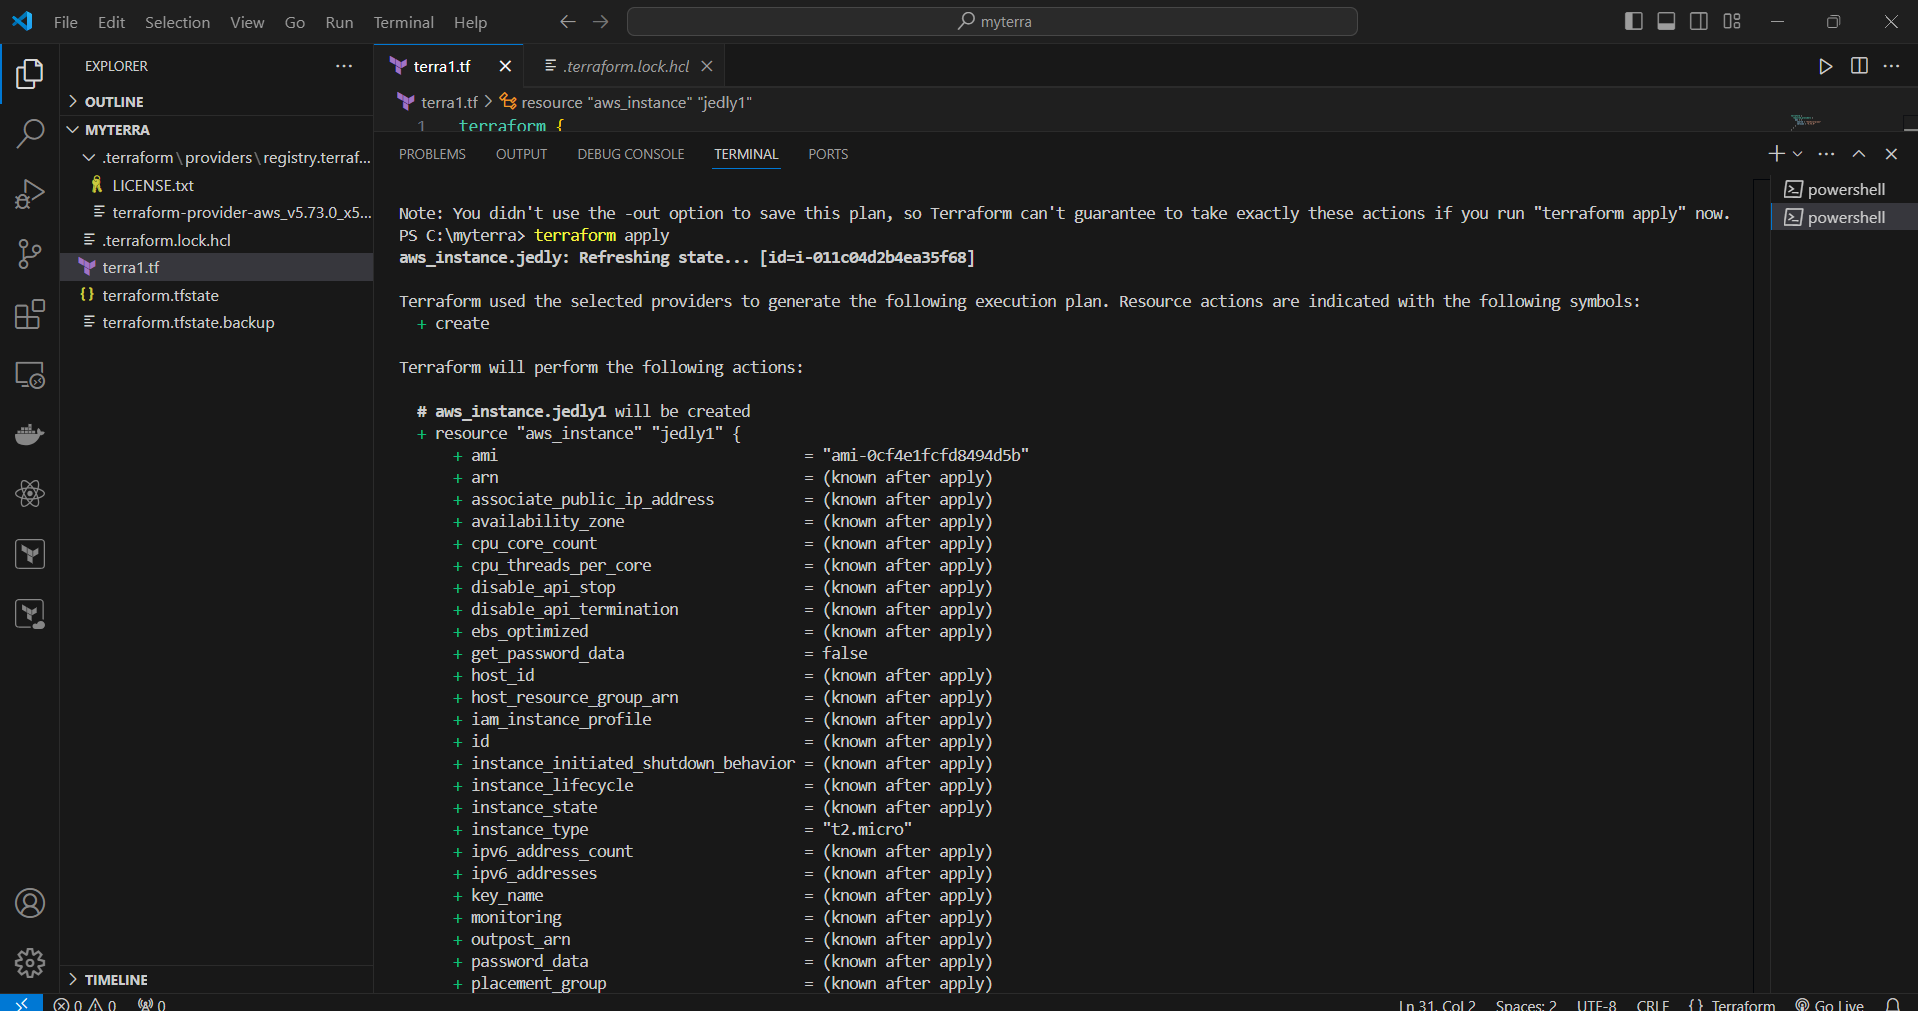 File Edit Selection View Go Run Terminal Help
myterra
EXPLORER
OUTLINE
MYTERRA
.terraform\providers\registry.terraf...
LICENSE.txt
terraform-provider-aws_v5.73.0_x5...
.terraform.lock.hcl
terra1.tf
terraform.tfstate
terraform.tfstate.backup
TIMELINE
terra1.tf
.terraform.lock.hcl
terra1.tf > resource "aws_instance" "jedly1"
1 terraform {
PROBLEMS OUTPUT DEBUG CONSOLE TERMINAL PORTS
powershell
powershell
Note: You didn't use the -out option to save this plan, so Terraform can't guarantee to take exactly these actions if you run "terraform apply" now.
PS C:\myterra> terraform apply
aws_instance.jedly: Refreshing state... [id=i-011c04d2b4ea35f68]
Terraform used the selected providers to generate the following execution plan. Resource actions are indicated with the following symbols:
+ create
Terraform will perform the following actions:
# aws_instance.jedly1 will be created
+ resource "aws_instance" "jedly1" {
+ ami = "ami-0cf4e1fcfd8494d5b"
+ arn = (known after apply)
+ associate_public_ip_address = (known after apply)
+ availability_zone = (known after apply)
+ cpu_core_count = (known after apply)
+ cpu_threads_per_core = (known after apply)
+ disable_api_stop = (known after apply)
+ disable_api_termination = (known after apply)
+ ebs_optimized = (known after apply)
+ get_password_data = false
+ host_id = (known after apply)
+ host_resource_group_arn = (known after apply)
+ iam_instance_profile = (known after apply)
+ id = (known after apply)
+ instance_initiated_shutdown_behavior = (known after apply)
+ instance_lifecycle = (known after apply)
+ instance_state = (known after apply)
+ instance_type = "t2.micro"
+ ipv6_address_count = (known after apply)
+ ipv6_addresses = (known after apply)
+ key_name = (known after apply)
+ monitoring = (known after apply)
+ outpost_arn = (known after apply)
+ password_data = (known after apply)
+ placement_group = (known after apply)
0 0 0 Ln 31, Col 2 Spaces: 2 UTF-8 CRLF {} Terraform Go Live